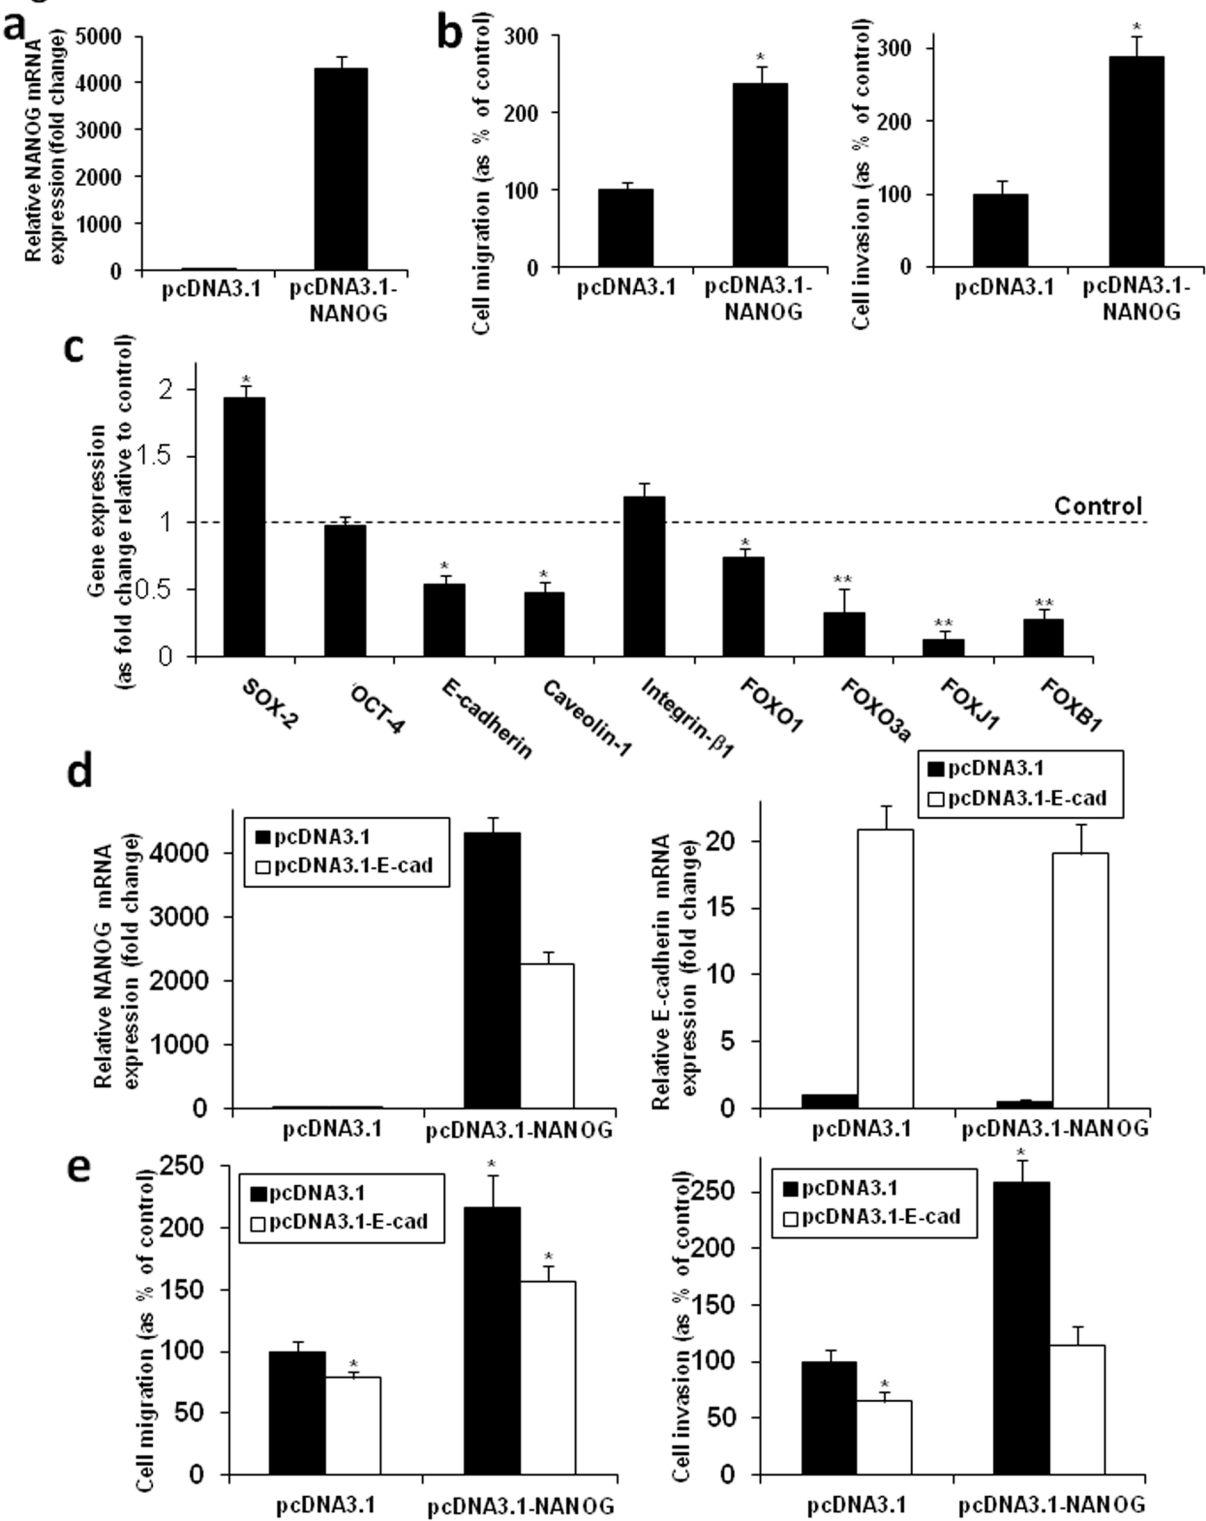 a
Relative NANOG mRNA
expression (fold change)
5000
4000
3000
2000
1000
0
pcDNA3.1
pcDNA3.1-
NANOG
b
Cell migration (as % of control)
300
200
100
0
*
pcDNA3.1
pcDNA3.1-
NANOG
Cell invasion (as % of control)
300
200
100
0
*
pcDNA3.1
pcDNA3.1-
NANOG
c
Gene expression
(as fold change relative to control)
2
1.5
1
0.5
0
Control
*
*
*
*
**
**
**
SOX-2
OCT-4
E-cadherin
Caveolin-1
Integrin-β1
FOXO1
FOXO3a
FOXJ1
FOXB1
d
Relative NANOG mRNA
expression (fold change)
4000
3000
2000
1000
0
pcDNA3.1
pcDNA3.1-E-cad
pcDNA3.1
pcDNA3.1-NANOG
Relative E-cadherin mRNA
expression (fold change)
20
15
10
5
0
pcDNA3.1
pcDNA3.1-E-cad
pcDNA3.1
pcDNA3.1-NANOG
e
Cell migration (as % of control)
250
200
150
100
50
0
pcDNA3.1
pcDNA3.1-E-cad
*
*
*
pcDNA3.1
pcDNA3.1-NANOG
Cell invasion (as % of control)
250
200
150
100
50
0
pcDNA3.1
pcDNA3.1-E-cad
*
*
pcDNA3.1
pcDNA3.1-NANOG